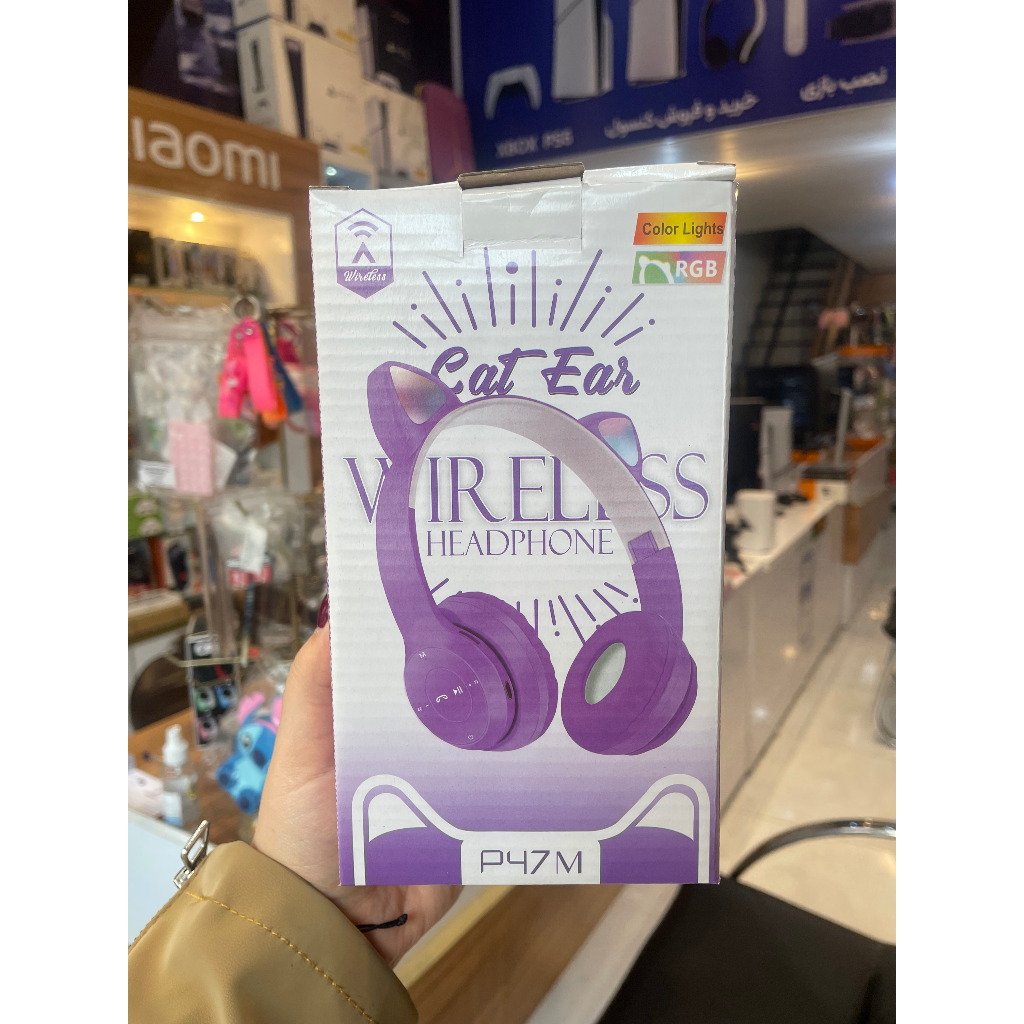 iaomi
XBOX PS5
خرید و فروش کنسول
نصب بازی
Wireless
Color Lights
RGB
Cat Ear
WIRELESS
HEADPHONE
P47M